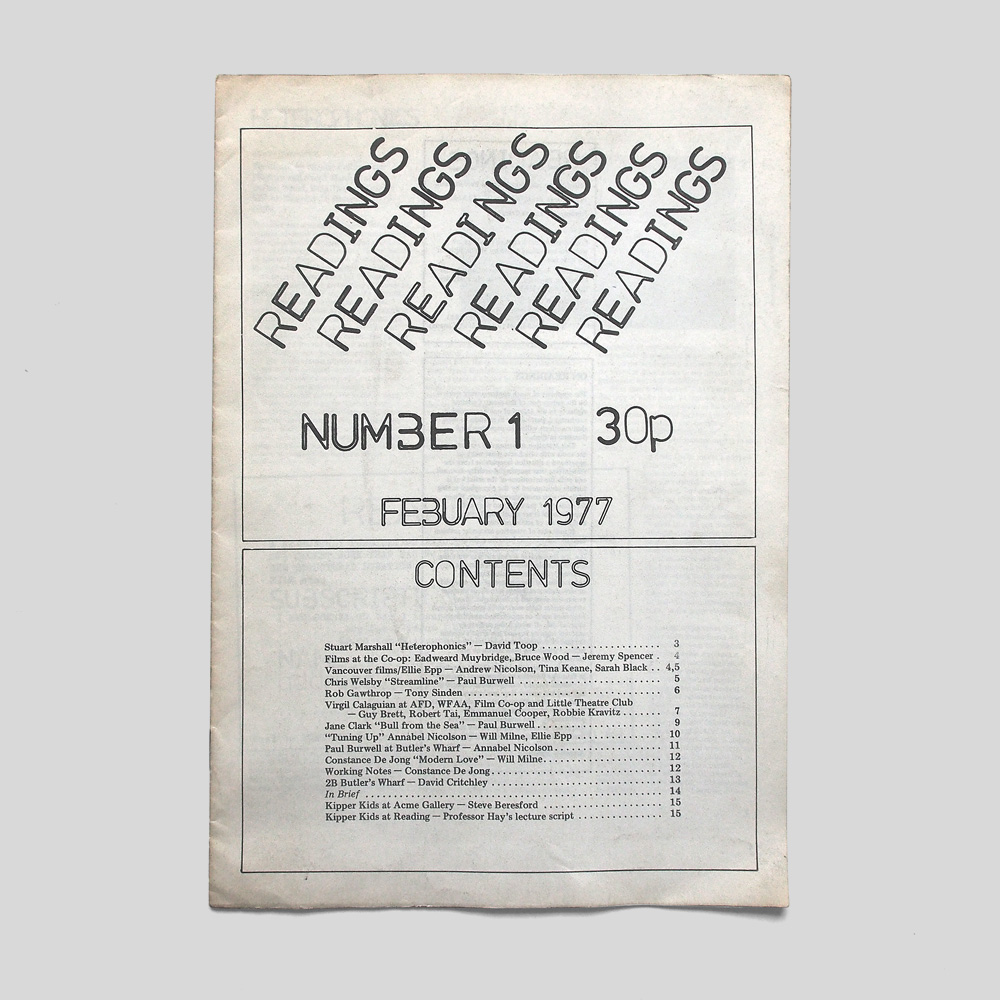 READINGS
READINGS
READINGS
READINGS
READINGS
READINGS
NUMBER 1 30p
FEBUARY 1977
CONTENTS
Stuart Marshall “Heterophonics” — David Toop . . . . . . . . . . . . . . . . . . . . . 3
Films at the Co-op: Eadweard Muybridge, Bruce Wood — Jeremy Spencer . 4
Vancouver films/Ellie Epp — Andrew Nicolson, Tina Keane, Sarah Black . . 4,5
Chris Welsby “Streamline” — Paul Burwell . . . . . . . . . . . . . . . . . . . . . . . . . 5
Rob Gawthrop — Tony Sinden . . . . . . . . . . . . . . . . . . . . . . . . . . . . . . . . . . 6
Virgil Calaguian at AFD, WFAA, Film Co-op and Little Theatre Club
— Guy Brett, Robert Tai, Emmanuel Cooper, Robbie Kravitz . . . . . . . 7
Jane Clark “Bull from the Sea” — Paul Burwell . . . . . . . . . . . . . . . . . . . . . . 9
“Tuning Up” Annabel Nicolson — Will Milne, Ellie Epp . . . . . . . . . . . . . . . 10
Paul Burwell at Butler's Wharf — Annabel Nicolson . . . . . . . . . . . . . . . . . . . 11
Constance De Jong “Modern Love” — Will Milne . . . . . . . . . . . . . . . . . . . . 12
Working Notes — Constance De Jong . . . . . . . . . . . . . . . . . . . . . . . . . . . . . 12
2B Butler's Wharf — David Critchley . . . . . . . . . . . . . . . . . . . . . . . . . . . . . . 13
In Brief . . . . . . . . . . . . . . . . . . . . . . . . . . . . . . . . . . . . . . . . . . . . . . . . . . . 14
Kipper Kids at Acme Gallery — Steve Beresford . . . . . . . . . . . . . . . . . . . . . 15
Kipper Kids at Reading — Professor Hay's lecture script . . . . . . . . . . . . . . . 15